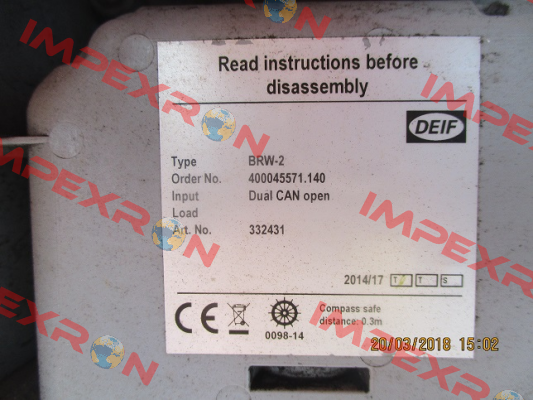 Read instructions before
disassembly
DEIF
Type BRW-2
Order No. 400045571.140
Input Dual CAN open
Load
Art. No. 332431
2014/17 T T S
CE
0098-14
Compass safe
distance: 0.3m
20/03/2018 15:02
IMPEXRON
IMPEXRON
IMPEXRON
IMPEXRON
IMPEXRON